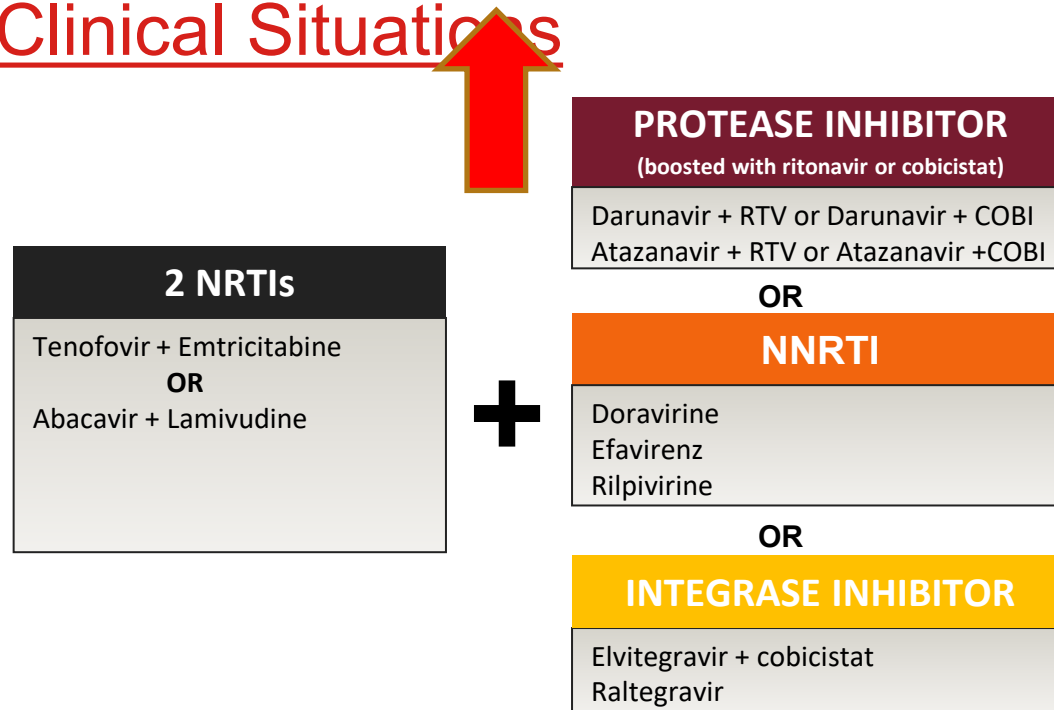 Clinical
2 NRTIs
Tenofovir + Emtricitabine
OR
Abacavir + Lamivudine
+
PROTEASE INHIBITOR
(boosted with ritonavir or cobicistat)
Darunavir + RTV or Darunavir + COBI
Atazanavir + RTV or Atazanavir +COBI
OR
NNRTI
Doravirine
Efavirenz
Rilpivirine
OR
INTEGRASE INHIBITOR
Elvitegravir + cobicistat
Raltegravir